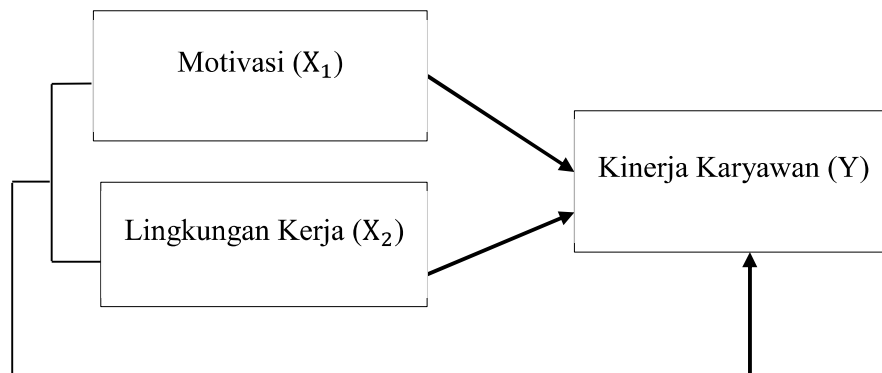 Motivasi (X₁)
Lingkungan Kerja (X₂)
Kinerja Karyawan (Y)